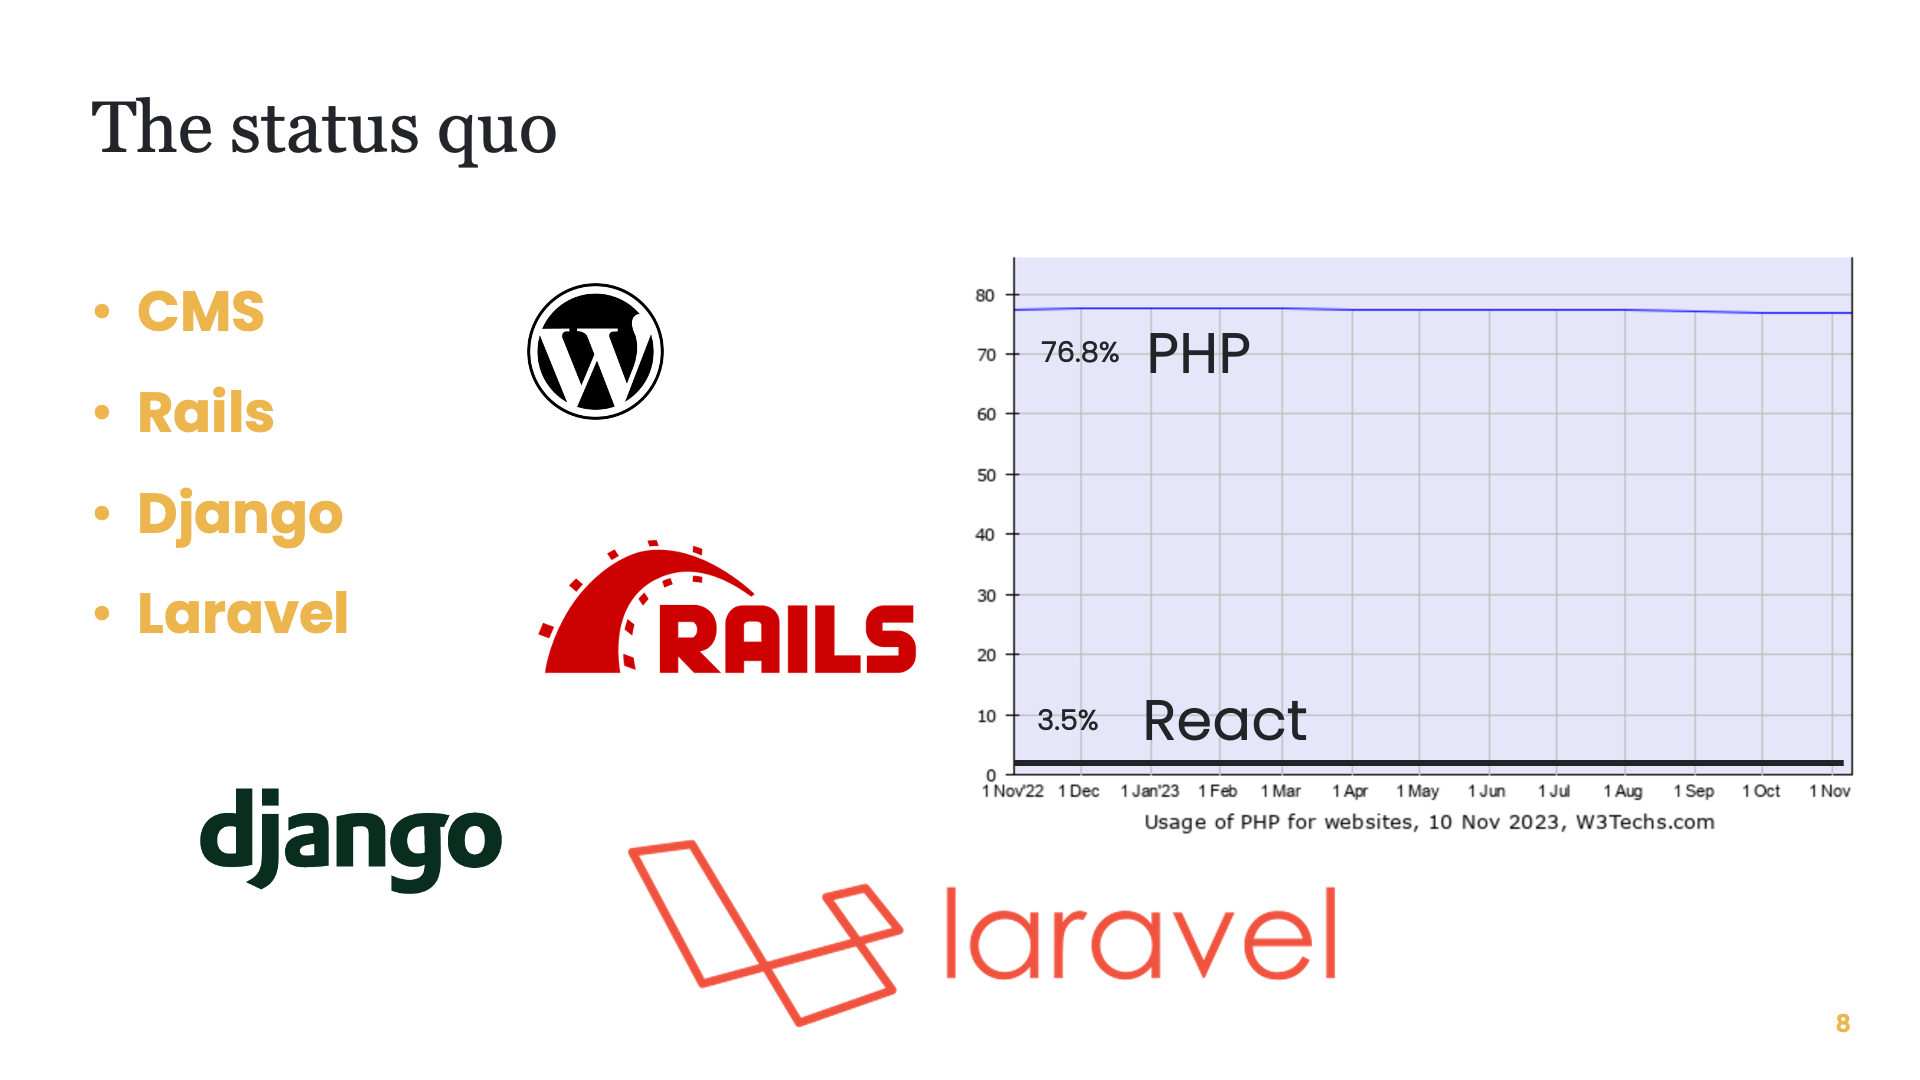 The status quo
• CMS
• Rails
• Django
• Laravel
W
RAILS
django
laravel
80
70
60
50
40
30
20
10
0
76.8% PHP
3.5% React
1 Nov'22 1 Dec 1 Jan'23 1 Feb 1 Mar 1 Apr 1 May 1 Jun 1 Jul 1 Aug 1 Sep 1 Oct 1 Nov
Usage of PHP for websites, 10 Nov 2023, W3Techs.com
8